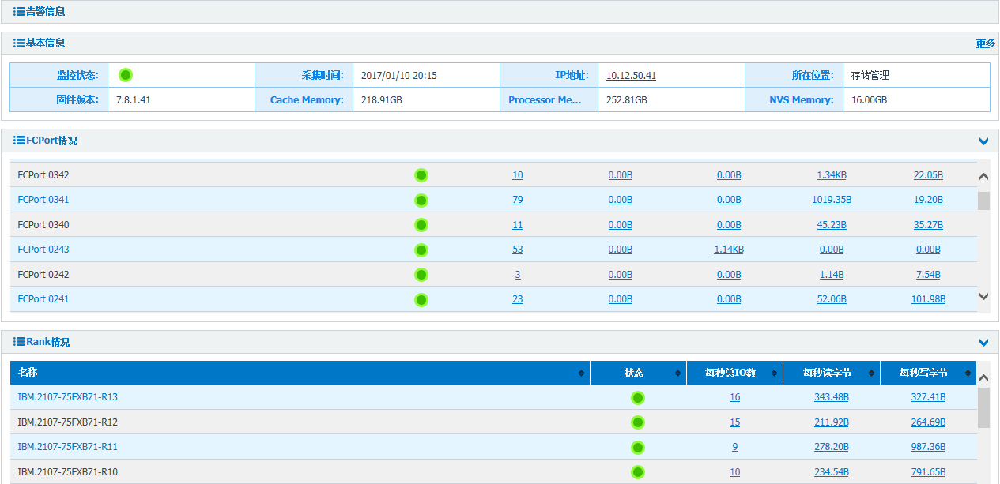 告警信息
基本信息 更多
监控状态: 采集时间: 2017/01/10 20:15 IP地址: 10.12.50.41 所在位置: 存储管理
固件版本: 7.8.1.41 Cache Memory: 218.91GB Processor Me... 252.81GB NVS Memory: 16.00GB
FCPort情况
FCPort 0342 10 0.00B 0.00B 1.34KB 22.05B
FCPort 0341 79 0.00B 0.00B 1019.35B 19.20B
FCPort 0340 11 0.00B 0.00B 45.23B 35.27B
FCPort 0243 53 0.00B 1.14KB 0.00B 0.00B
FCPort 0242 3 0.00B 0.00B 1.14B 7.54B
FCPort 0241 23 0.00B 0.00B 52.06B 101.98B
Rank情况
名称 状态 每秒总IO数 每秒读字节 每秒写字节
IBM.2107-75FXB71-R13 16 343.48B 327.41B
IBM.2107-75FXB71-R12 15 211.92B 264.69B
IBM.2107-75FXB71-R11 9 278.20B 987.36B
IBM.2107-75FXB71-R10 10 234.54B 791.65B